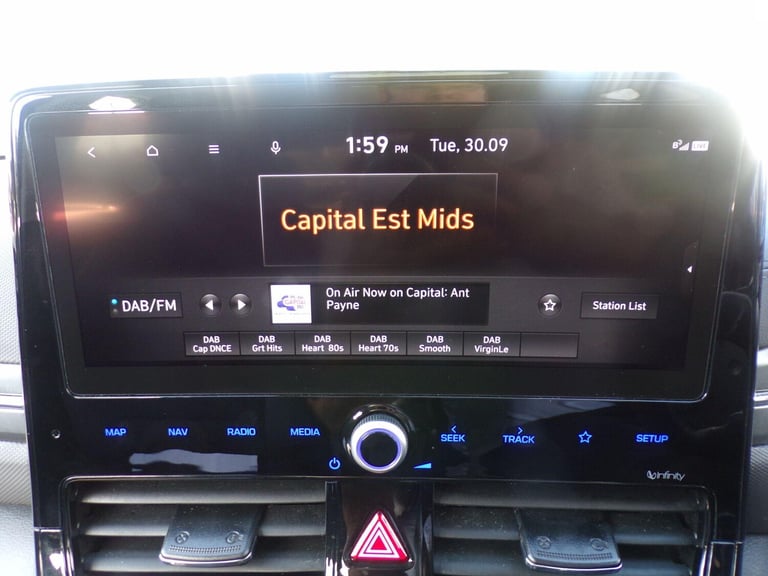 1:59 PM Tue, 30.09
LIVE
Capital Est Mids
DAB/FM
CAPITAL
On Air Now on Capital: Ant
Payne
Station List
DAB DAB DAB DAB DAB DAB
Cap DNCE Grt Hits Heart 80s Heart 70s Smooth VirginLe
MAP NAV RADIO MEDIA SEEK TRACK SETUP
infinity